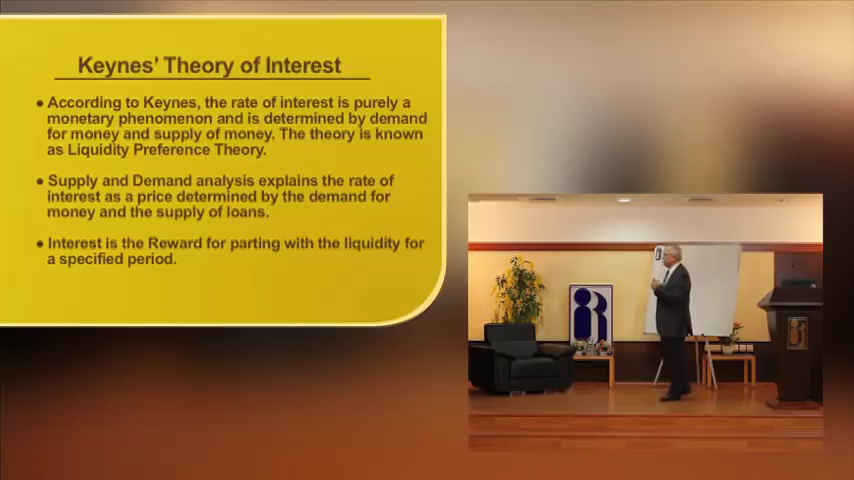 Keynes' Theory of Interest
● According to Keynes, the rate of interest is purely a
monetary phenomenon and is determined by demand
for money and supply of money. The theory is known
as Liquidity Preference Theory.
● Supply and Demand analysis explains the rate of
interest as a price determined by the demand for
money and the supply of loans.
● Interest is the Reward for parting with the liquidity for
a specified period.